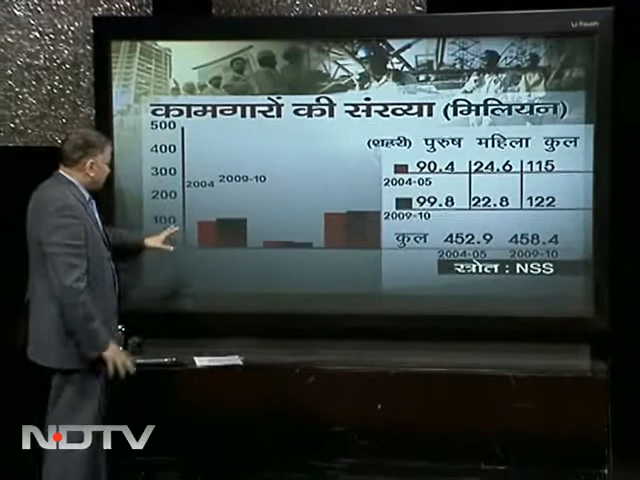 कामगारों की संख्या (मिलियन)
500
400
300
200
100
2004 2009-10
(शहरी) पुरुष महिला कुल
90.4 24.6 115
2004-05
99.8 22.8 122
2009-10
कुल 452.9 458.4
2004-05 2009-10
स्त्रोत : NSS
NDTV